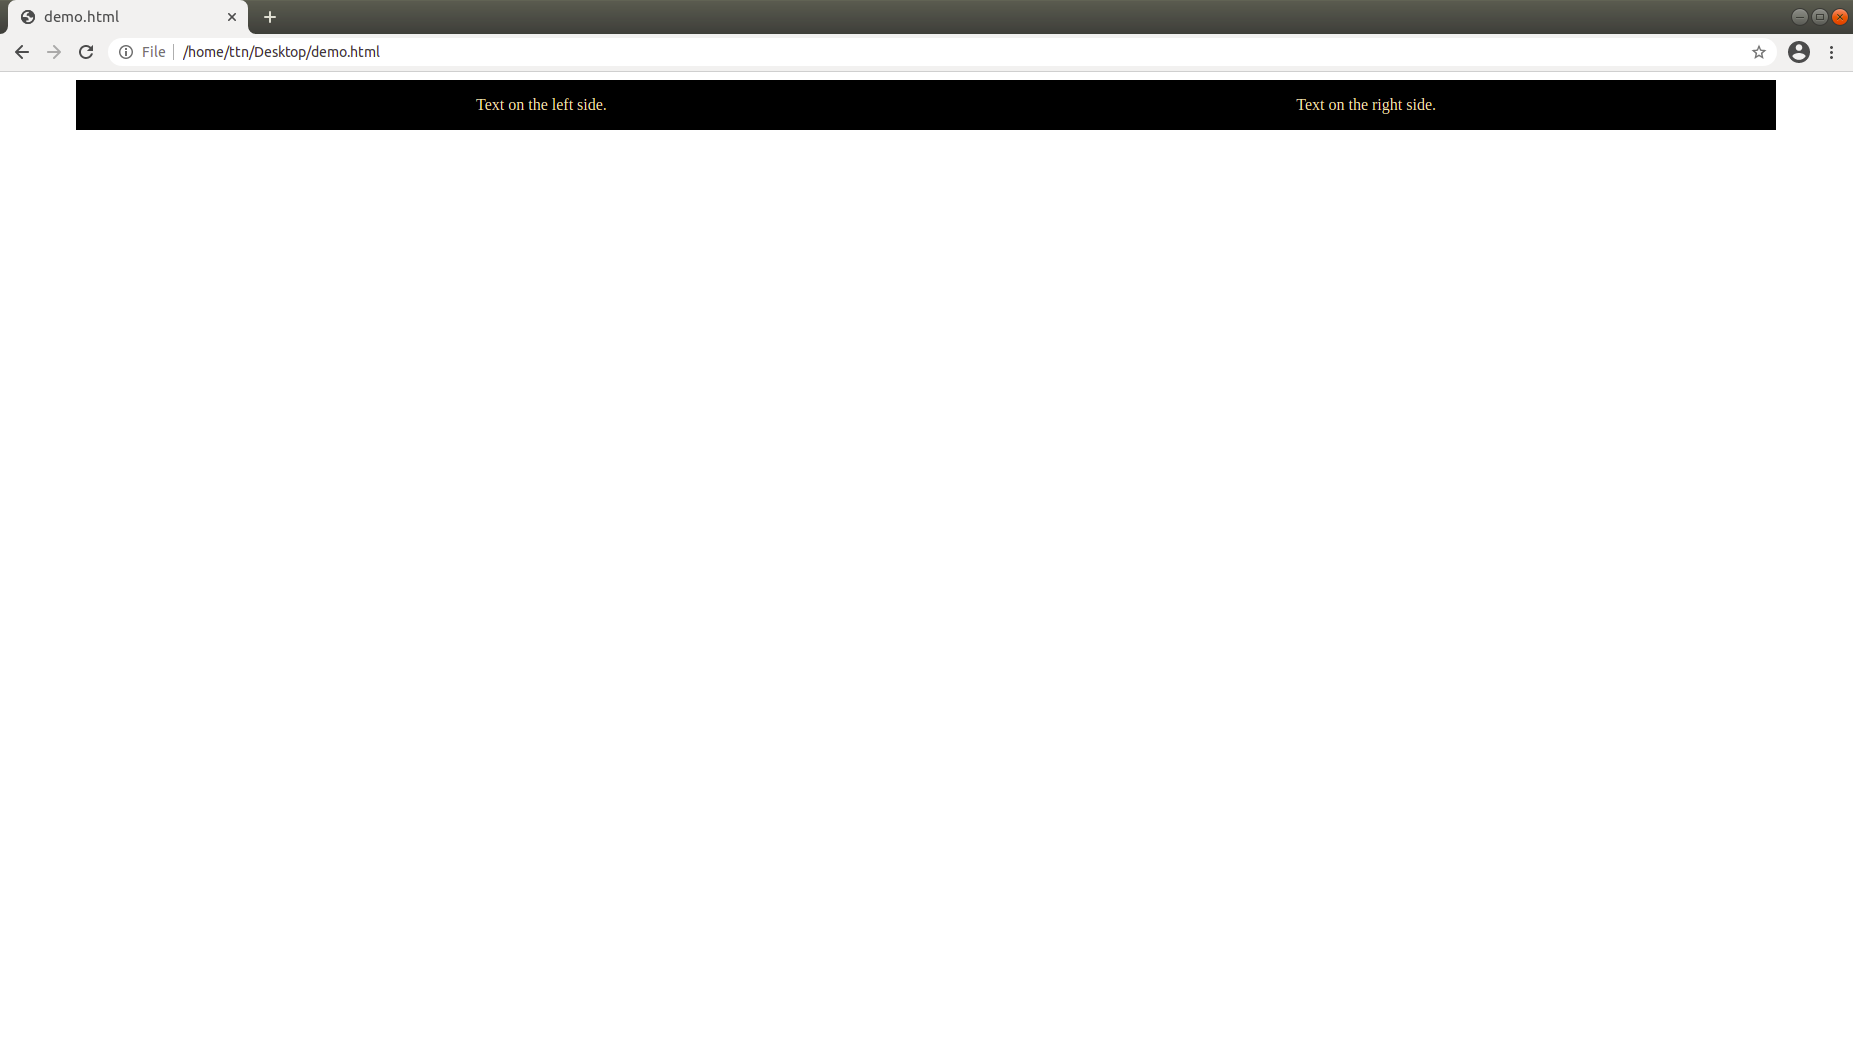 demo.html
File /home/ttn/Desktop/demo.html
Text on the left side. Text on the right side.